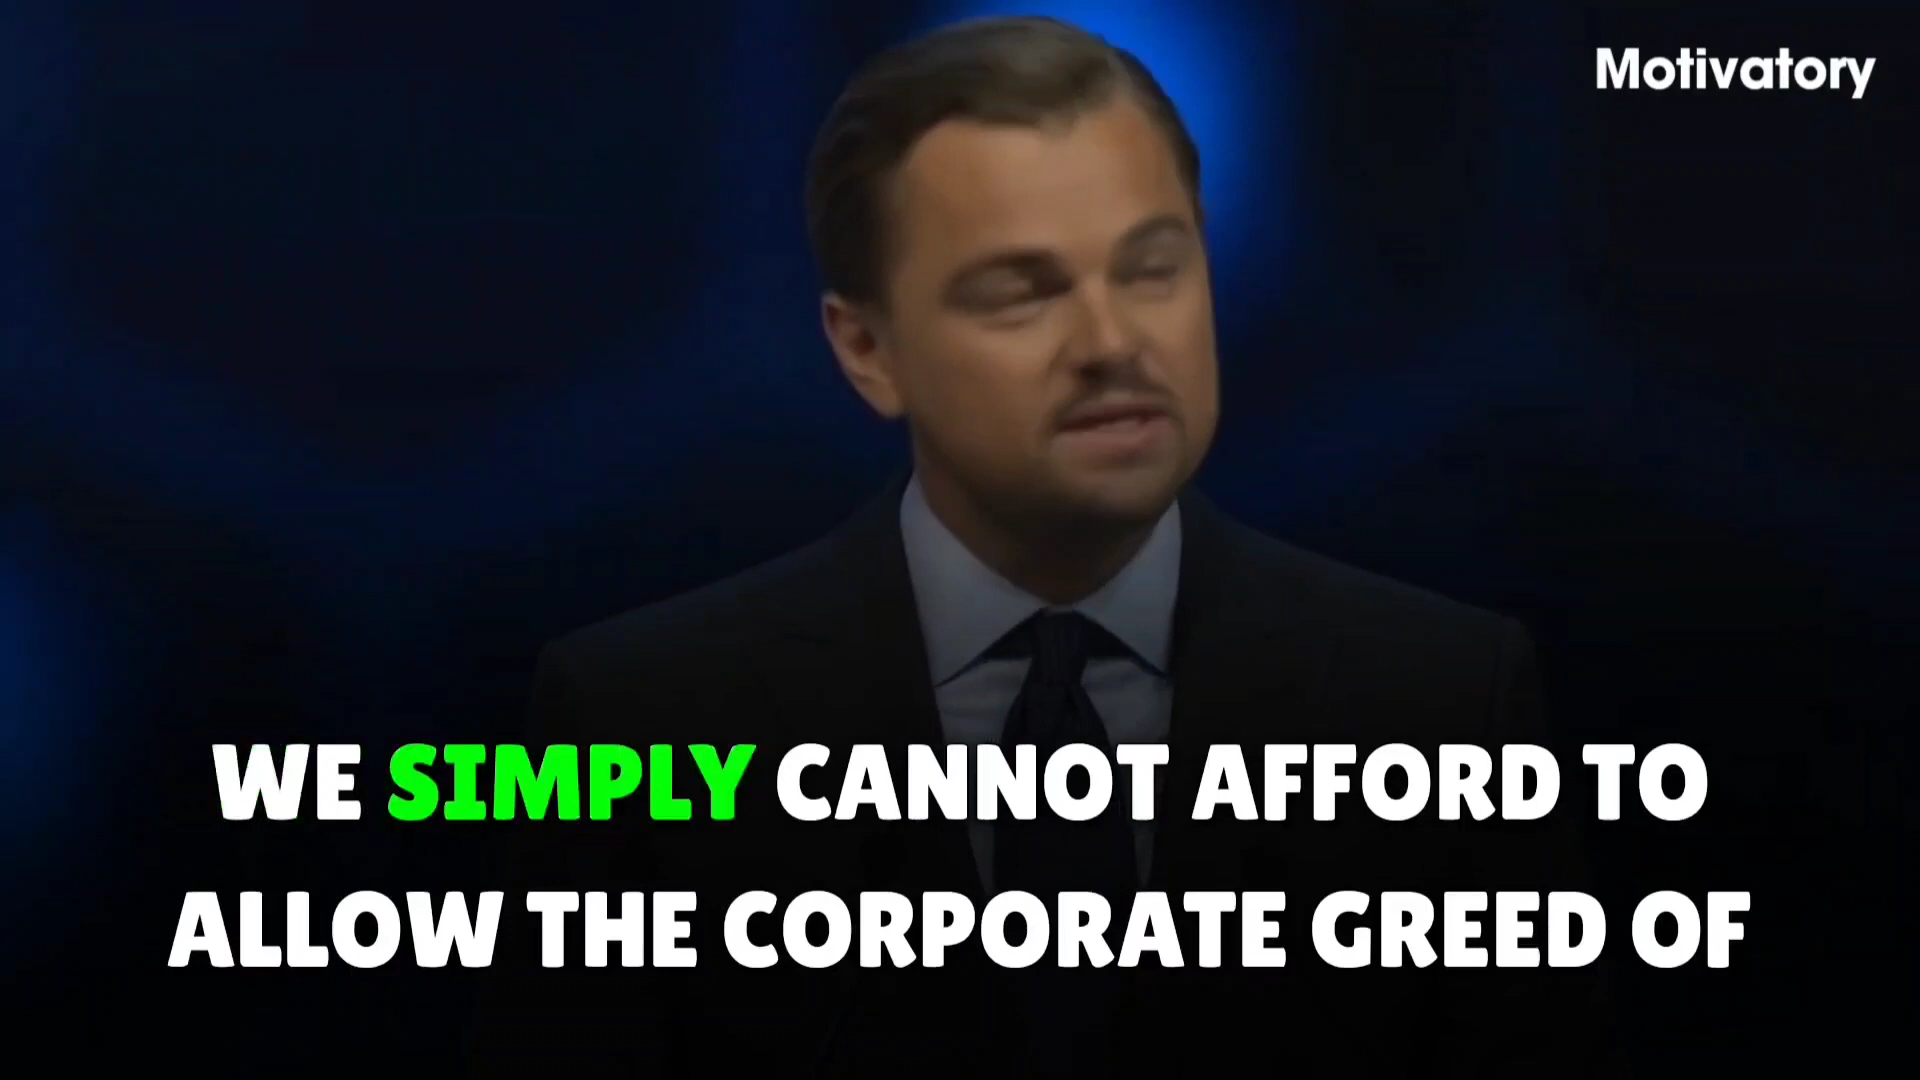 Motivatory
WE SIMPLY CANNOT AFFORD TO
ALLOW THE CORPORATE GREED OF